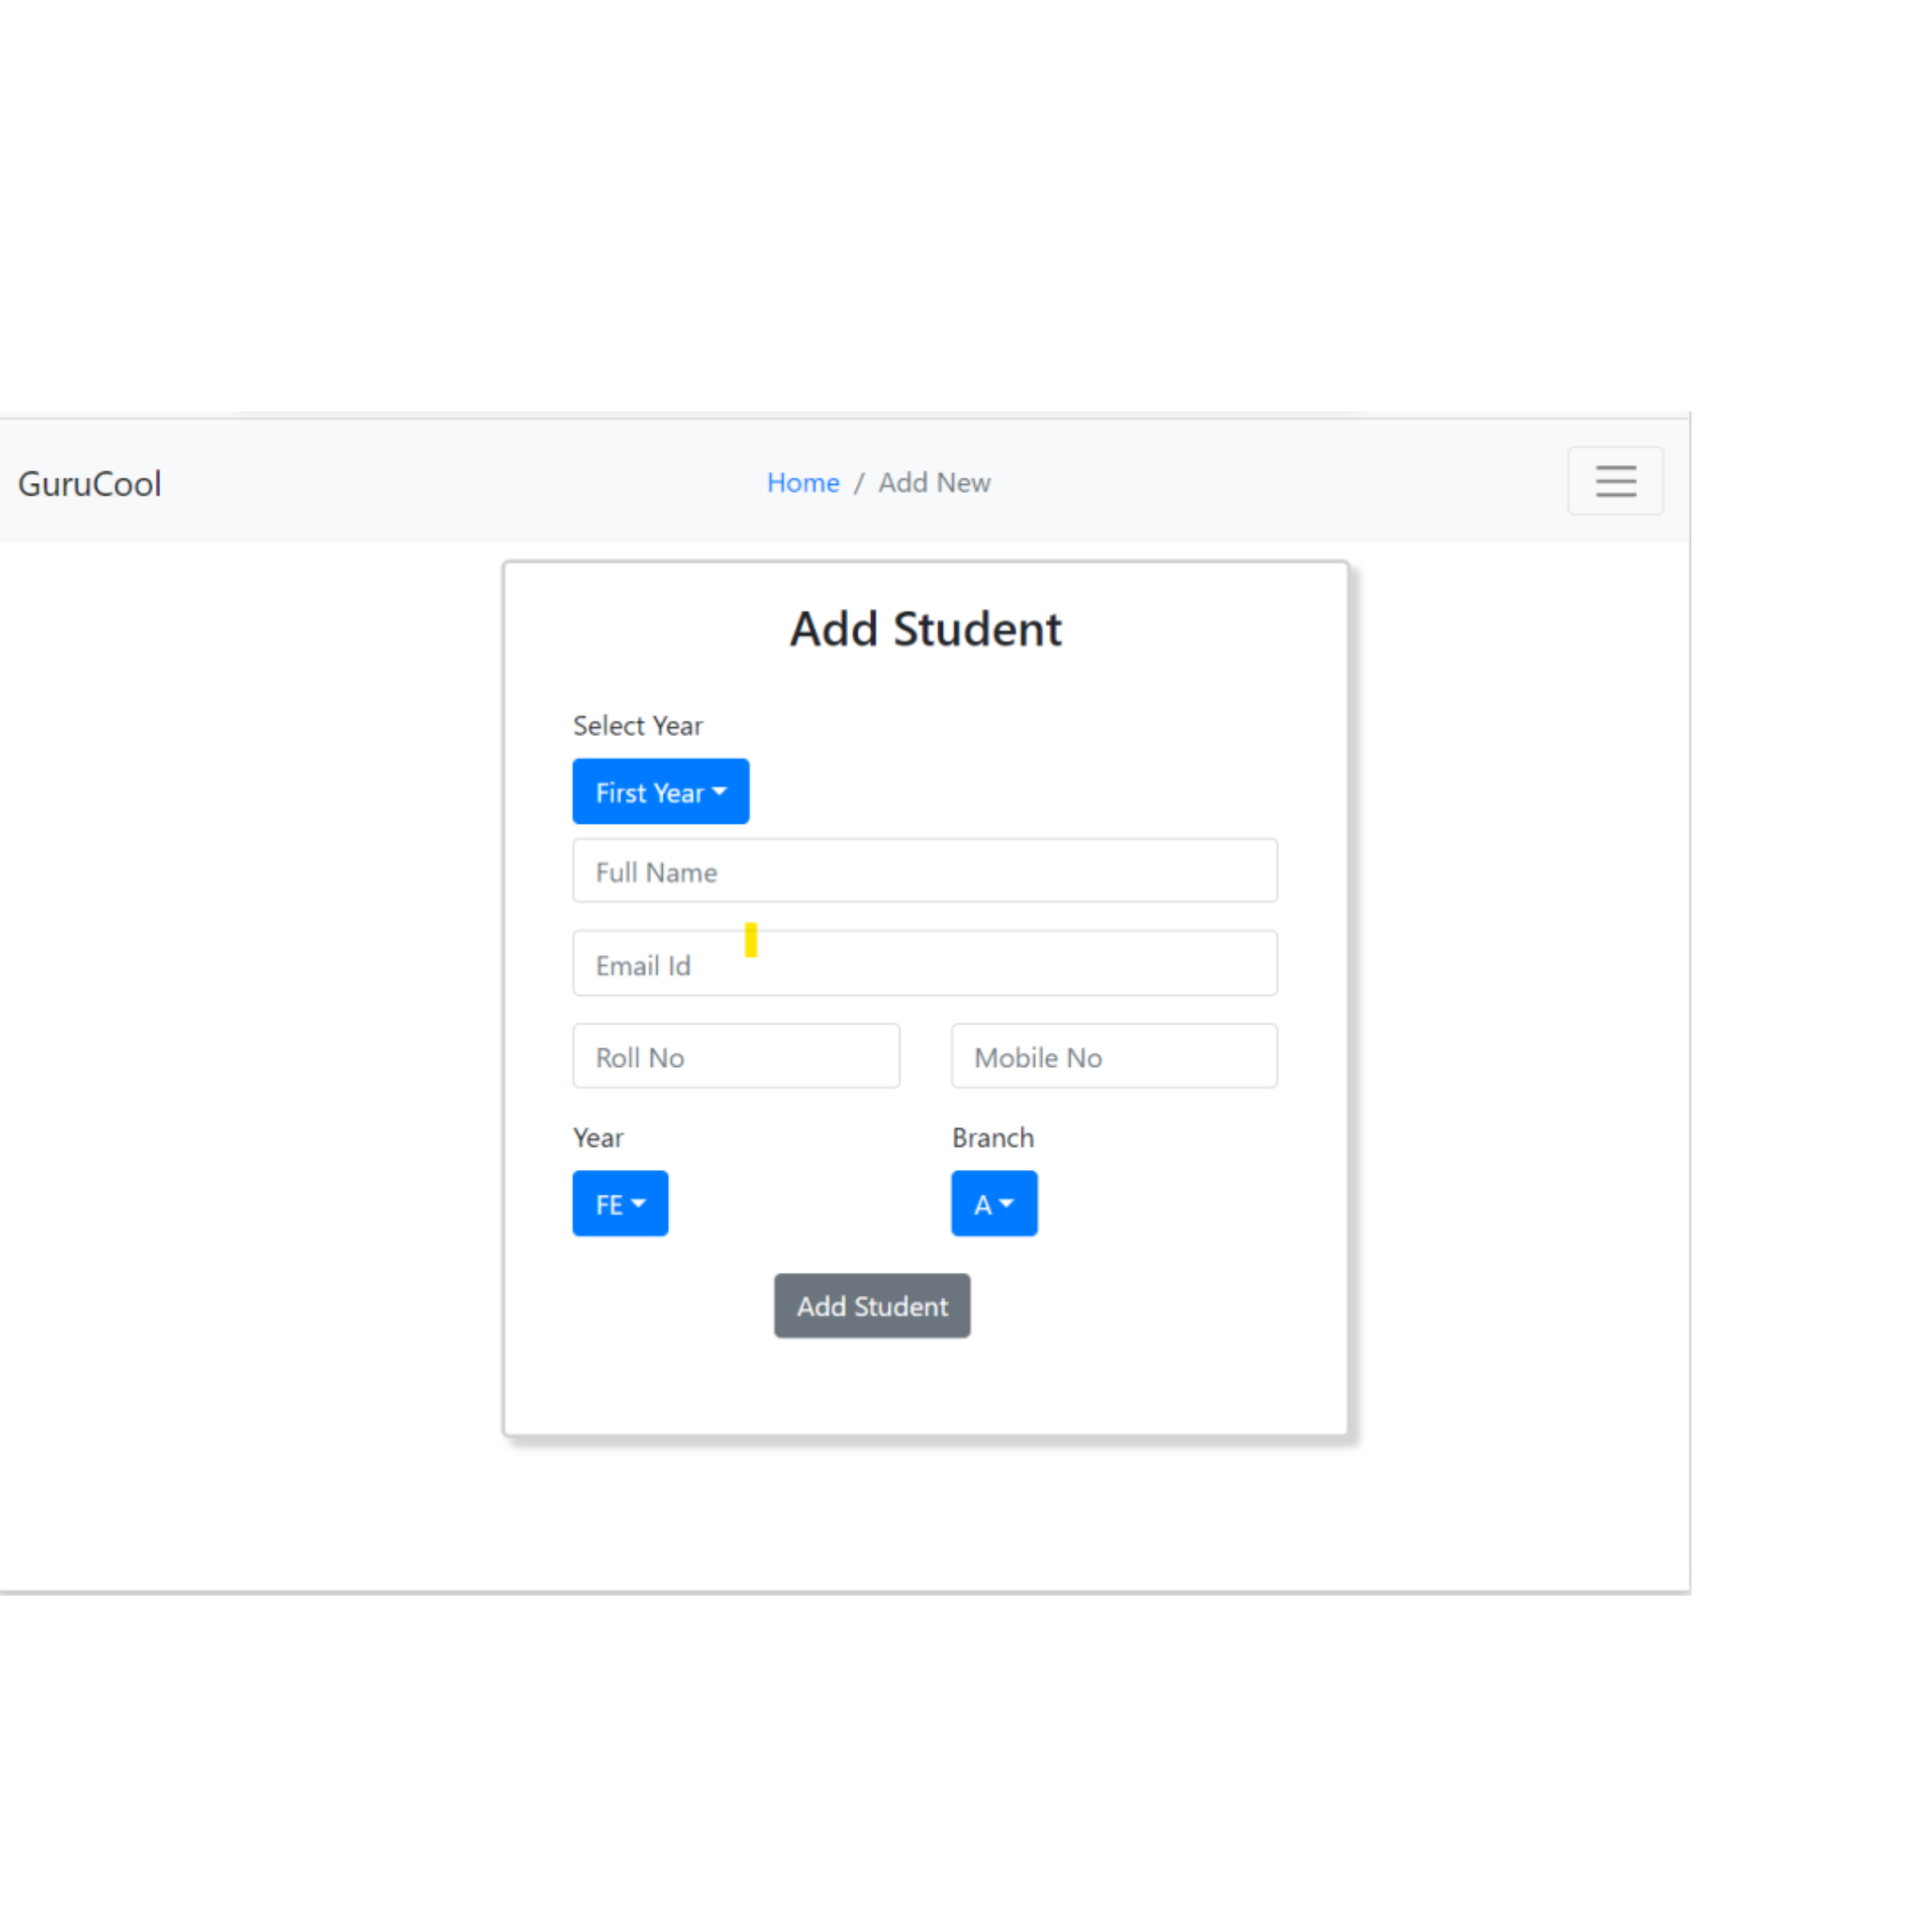 GuruCool
Home / Add New
Add Student
Select Year
First Year
Full Name
Email Id
Roll No
Mobile No
Year
Branch
FE
A
Add Student